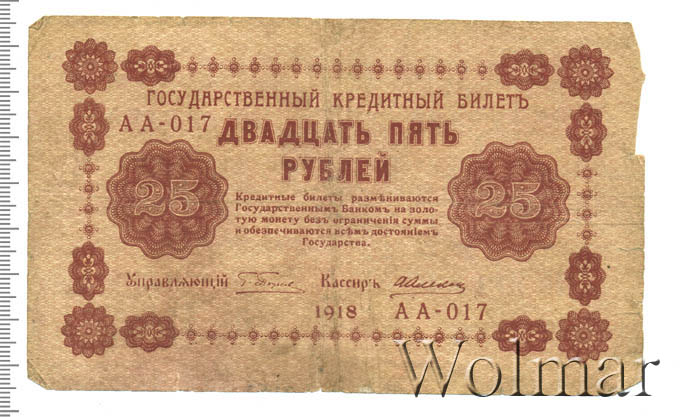 ГОСУДАРСТВЕННЫЙ КРЕДИТНЫЙ БИЛЕТЪ
АА-017 ДВАДЦАТЬ ПЯТЬ
РУБЛЕЙ
25
Кредитные билеты размѣниваются
Государственнымъ Банкомъ на золо-
тую монету безъ ограниченія суммы
и обезпечиваются всѣмъ достояніемъ
Государства.
25
Управляющій
Кассиръ
1918 АА-017
Wolmar